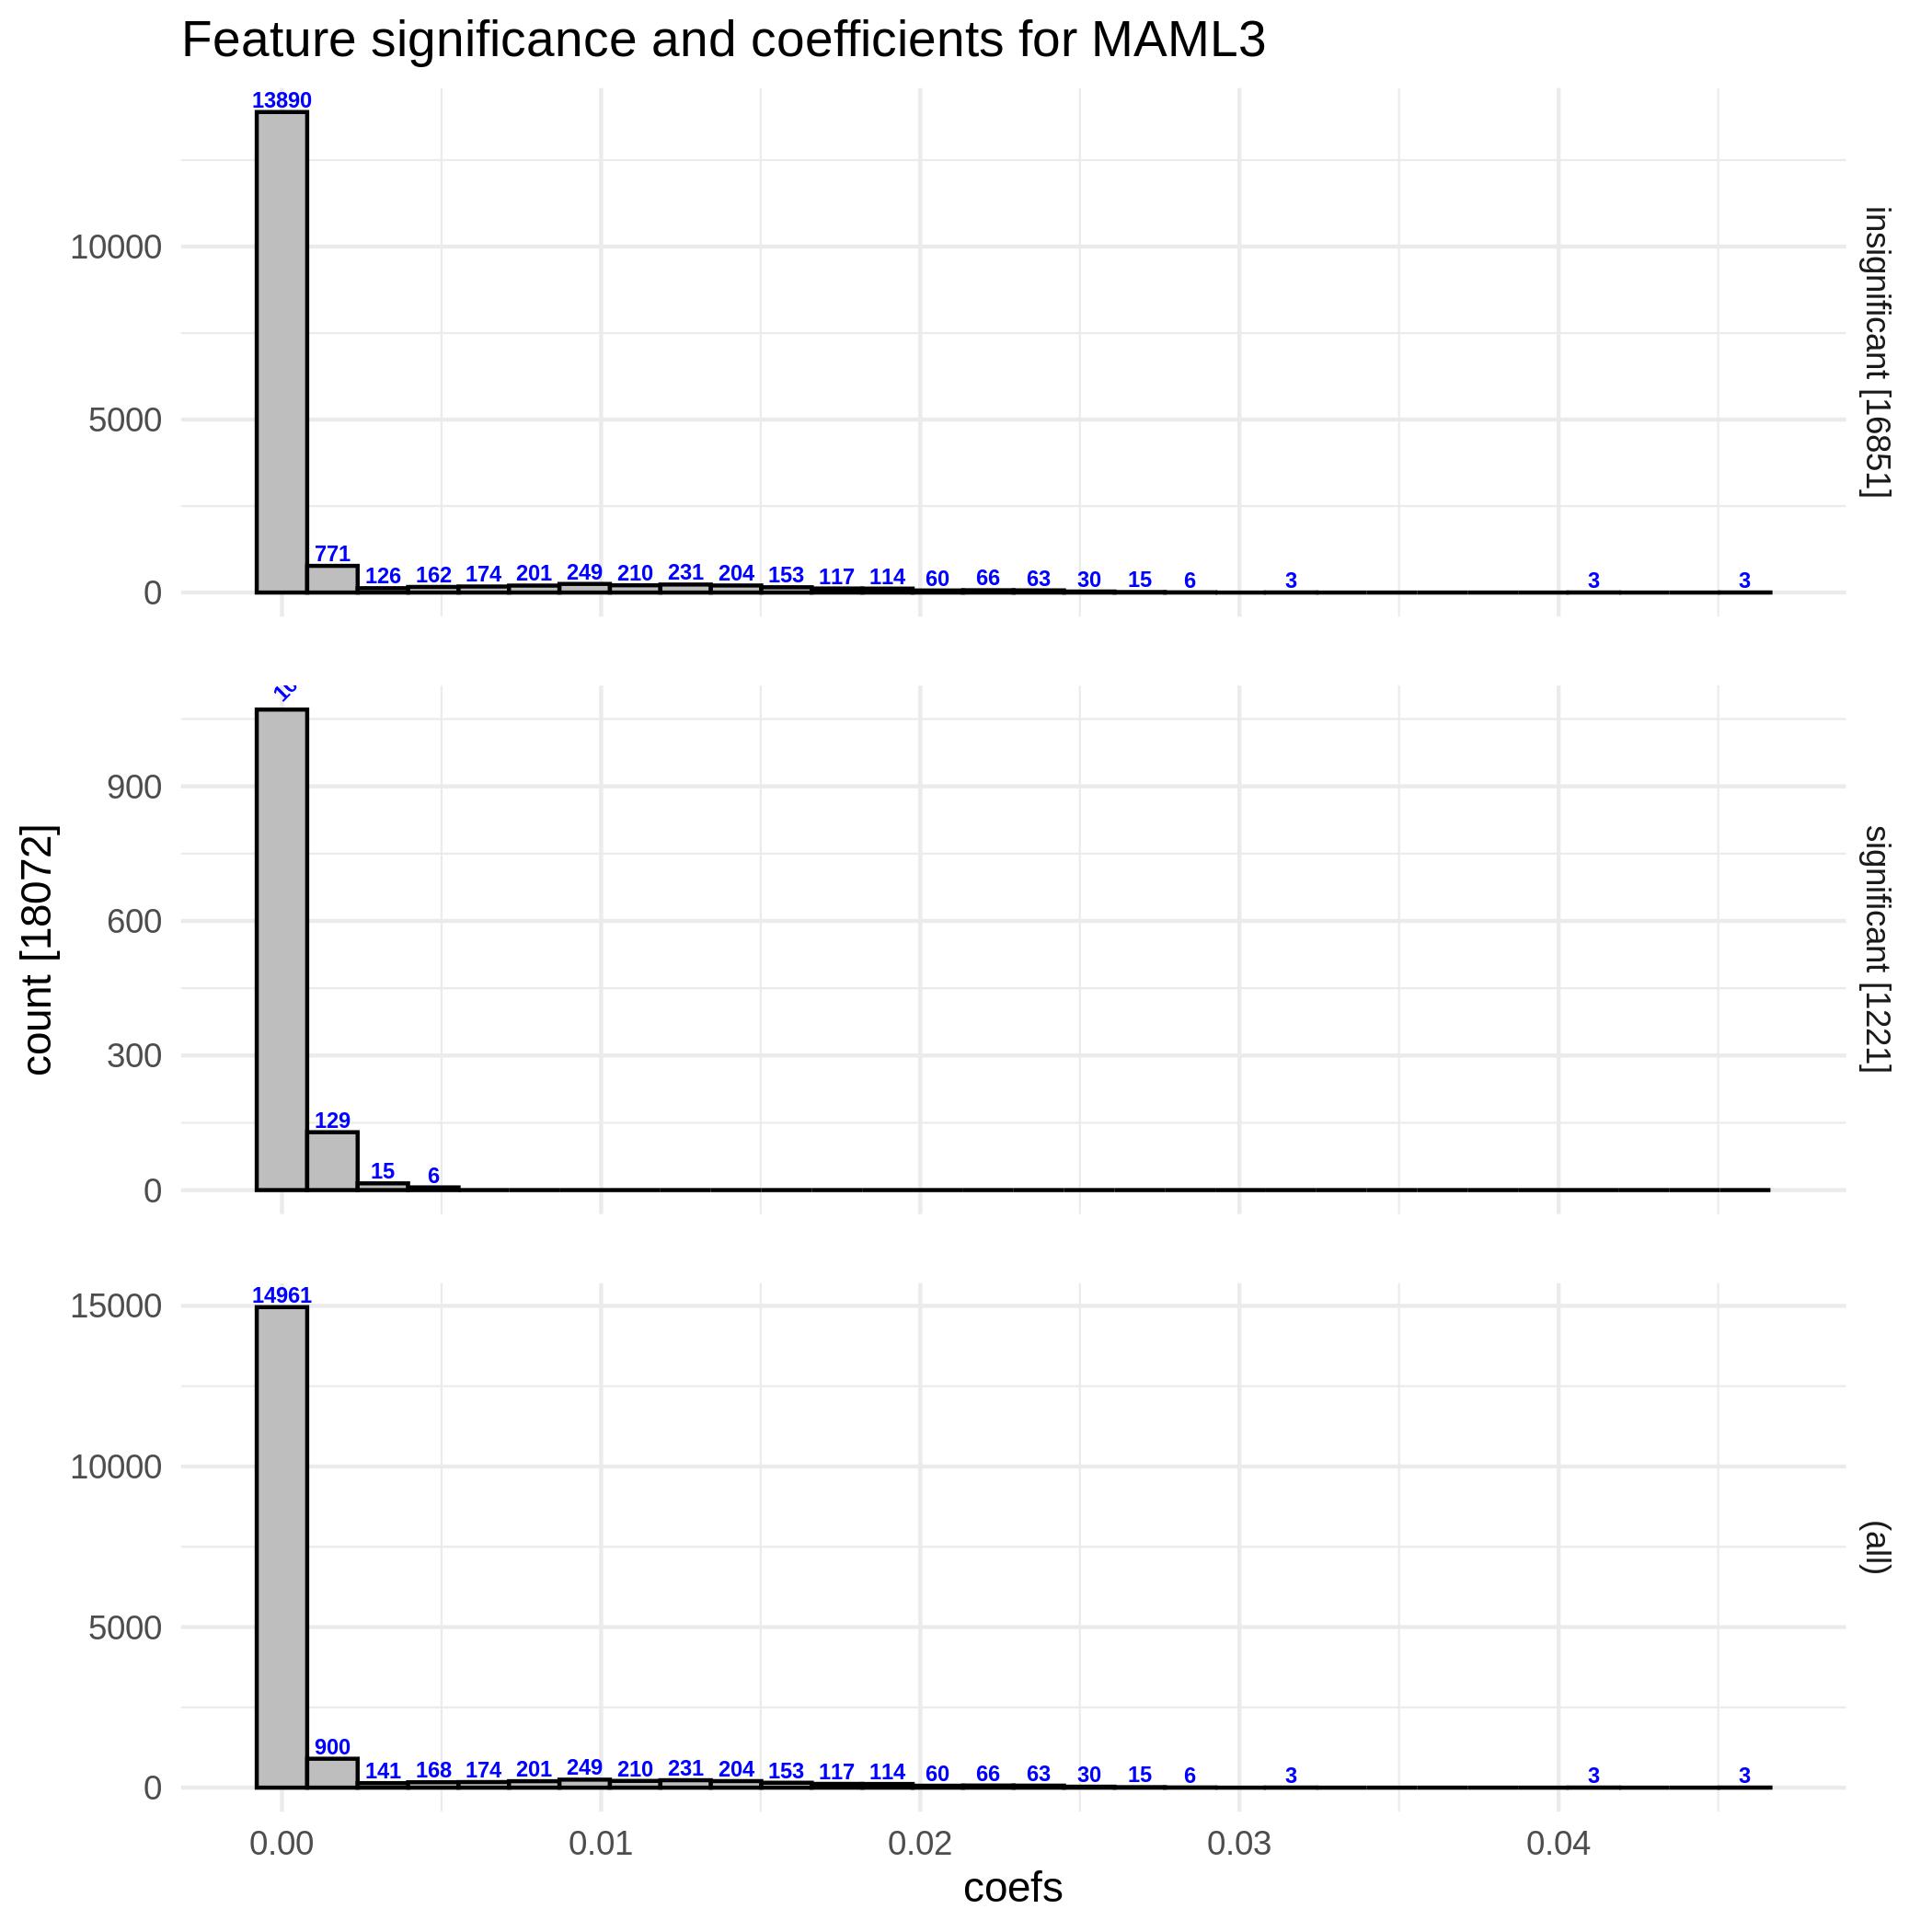 Feature significance and coefficients for MAML3
13890
771 126 162 174 201 249 210 231 204 153 117 114 60 66 63 30 15 6 3 3 3
10000
5000
0
insignificant [16851]
129 15 6
900
600
300
0
significant [1221]
count [18072]
14961
900 141 168 174 201 249 210 231 204 153 117 114 60 66 63 30 15 6 3 3 3
15000
10000
5000
0
(all)
0.00 0.01 0.02 0.03 0.04
coefs